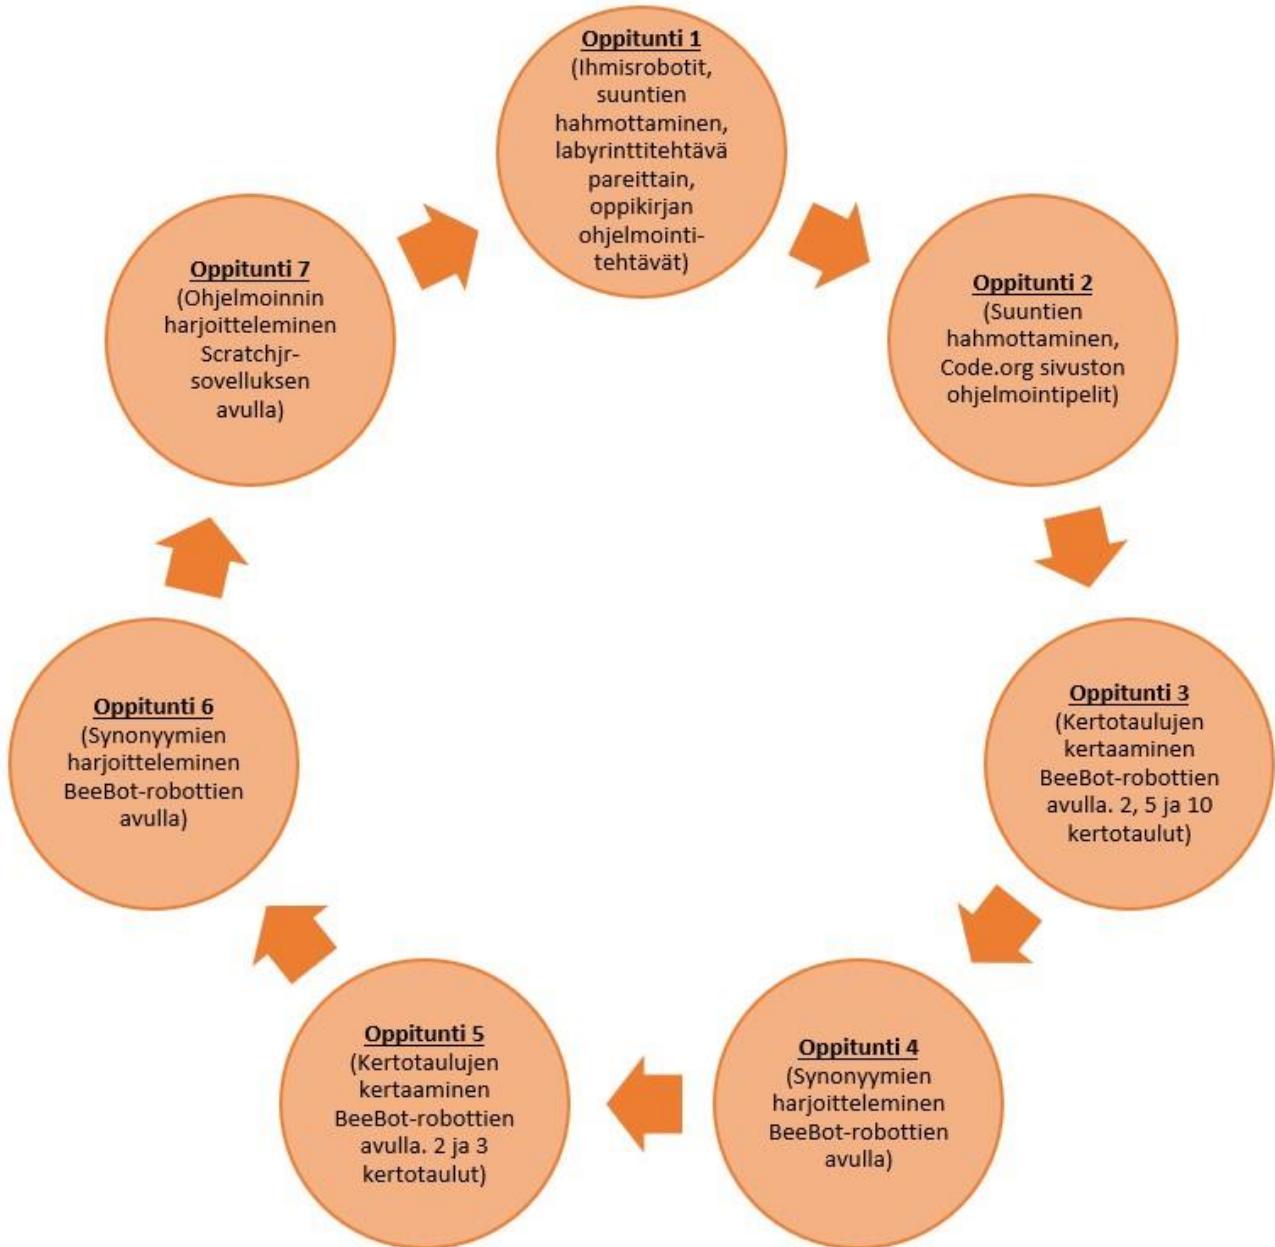 Oppitunti 1
(Ihmisrobotit,
suuntien
hahmottaminen,
labyrinttitehtävä
pareittain,
oppikirjan
ohjelmointi-
tehtävät)
Oppitunti 2
(Suuntien
hahmottaminen,
Code.org sivuston
ohjelmointipelit)
Oppitunti 3
(Kertotaulujen
kertaaminen
BeeBot-robottien
avulla. 2, 5 ja 10
kertotaulut)
Oppitunti 4
(Synonyymien
harjoitteleminen
BeeBot-robottien
avulla)
Oppitunti 5
(Kertotaulujen
kertaaminen
BeeBot-robottien
avulla. 2 ja 3
kertotaulut)
Oppitunti 6
(Synonyymien
harjoitteleminen
BeeBot-robottien
avulla)
Oppitunti 7
(Ohjelmoinnin
harjoitteleminen
Scratchjr-
sovelluksen
avulla)